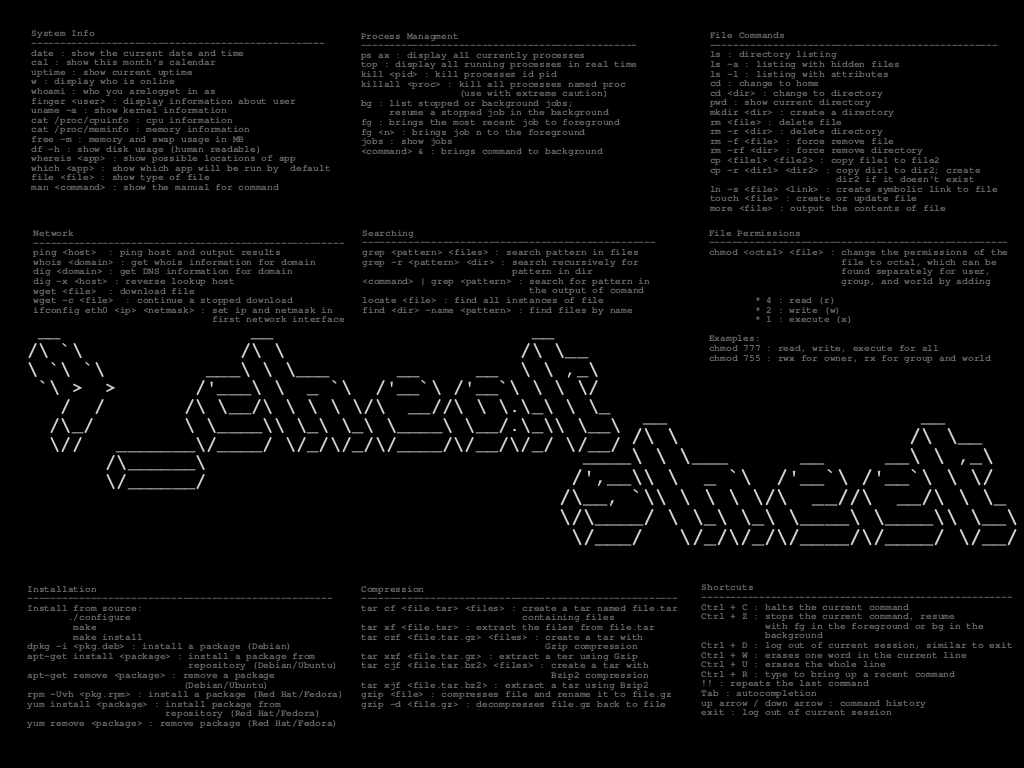 System Info
date : show the current date and time
cal : show this month's calendar
uptime : show current uptime
w : display who is online
whoami : who you arelogget in as
finger <user> : display information about user
uname -a : show kernel information
cat /proc/cpuinfo : cpu information
cat /proc/meminfo : memory information
free -m : memory and swap usage in MB
df -h : show disk usage (human readable)
whereis <app> : show possible locations of app
which <app> : show which app will be run by  default
file <file> : show type of file
man <command> : show the manual for command
Process Managment
ps ax : display all currently processes
top : display all running processes in real time
kill <pid> : kill processes id pid
killall <proc> : kill all processes named proc
(use with extreme caution)
bg : list stopped or background jobs;
resume a stopped job in the background
fg : brings the most recent job to foreground
fg <n> : brings job n to the foreground
jobs : show jobs
<command> & : brings command to background
File Commands
ls : directory listing
ls -a : listing with hidden files
ls -l : listing with attributes
cd : change to home
cd <dir> : change to directory
pwd : show current directory
mkdir <dir> : create a directory
rm <file> : delete file
rm -r <dir> : delete directory
rm -f <file> : force remove file
rm -rf <dir> : force remove directory
cp <file1> <file2> : copy file1 to file2
cp -r <dir1> <dir2> : copy dir1 to dir2; create
dir2 if it doesn't exist
ln -s <file> <link> : create symbolic link to file
touch <file> : create or update file
more <file> : output the contents of file
Network
ping <host>  : ping host and output results
whois <domain> : get whois information for domain
dig <domain> : get DNS information for domain
dig -x <host> : reverse lookup host
wget <file>  : download file
wget -c <file>  : continue a stopped download
ifconfig eth0 <ip> <netmask> : set ip and netmask in
first network interface
Searching
grep <pattern> <files> : search pattern in files
grep -r <pattern> <dir> : search recursively for
pattern in dir
<command> | grep <pattern> : search for pattern in
the output of comand
locate <file> : find all instances of file
find <dir> -name <pattern> : find files by name
File Permissions
chmod <octal> <file> : change the permissions of the
file to octal, which can be
found separately for user,
group, and world by adding
* 4 : read (r)
* 2 : write (w)
* 1 : execute (x)
Examples:
chmod 777 : read, write, execute for all
chmod 755 : rwx for owner, rx for group and world
>_cheat
sheet
Installation
Install from source:
./configure
make
make install
dpkg -i <pkg.deb> : install a package (Debian)
apt-get install <package> : install a package from
repository (Debian/Ubuntu)
apt-get remove <package> : remove a package
(Debian/Ubuntu)
rpm -Uvh <pkg.rpm> : install a package (Red Hat/Fedora)
yum install <package> : install package from
repository (Red Hat/Fedora)
yum remove <package> : remove package (Red Hat/Fedora)
Compression
tar cf <file.tar> <files> : create a tar named file.tar
containing files
tar xf <file.tar> : extract the files from file.tar
tar czf <file.tar.gz> <files> : create a tar with
Gzip compression
tar xzf <file.tar.gz> : extract a ter using Gzip
tar cjf <file.tar.bz2> <files> : create a tar with
Bzip2 compression
tar xjf <file.tar.bz2> : extract a tar using Bzip2
gzip <file> : compresses file and rename it to file.gz
gzip -d <file.gz> : decompresses file.gz back to file
Shortcuts
Ctrl + C : halts the current command
Ctrl + Z : stops the current command, resume
with fg in the foreground or bg in the
background
Ctrl + D : log out of current session, similar to exit
Ctrl + W : erases one word in the current line
Ctrl + U : erases the whole line
Ctrl + R : type to bring up a recent command
!! : repeats the last command
Tab : autocompletion
up arrow / down arrow : command history
exit : log out of current session